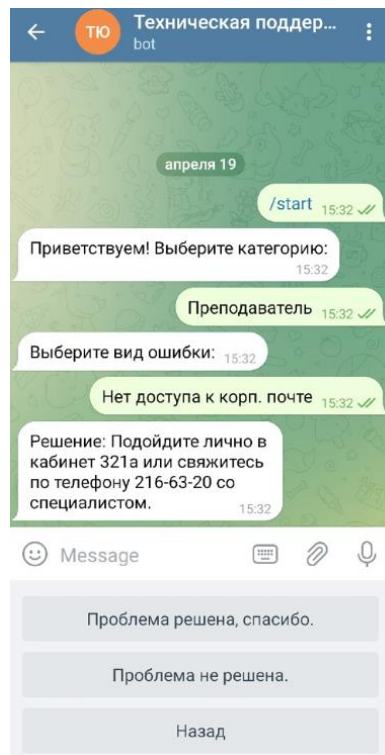 Техническая поддер...
ТЮ
bot
апреля 19
/start 15:32
Приветствуем! Выберите категорию:
15:32
Преподаватель 15:32
Выберите вид ошибки: 15:32
Нет доступа к корп. почте 15:32
Решение: Подойдите лично в
кабинет 321а или свяжитесь
по телефону 216-63-20 со
специалистом. 15:32
Message
Проблема решена, спасибо.
Проблема не решена.
Назад